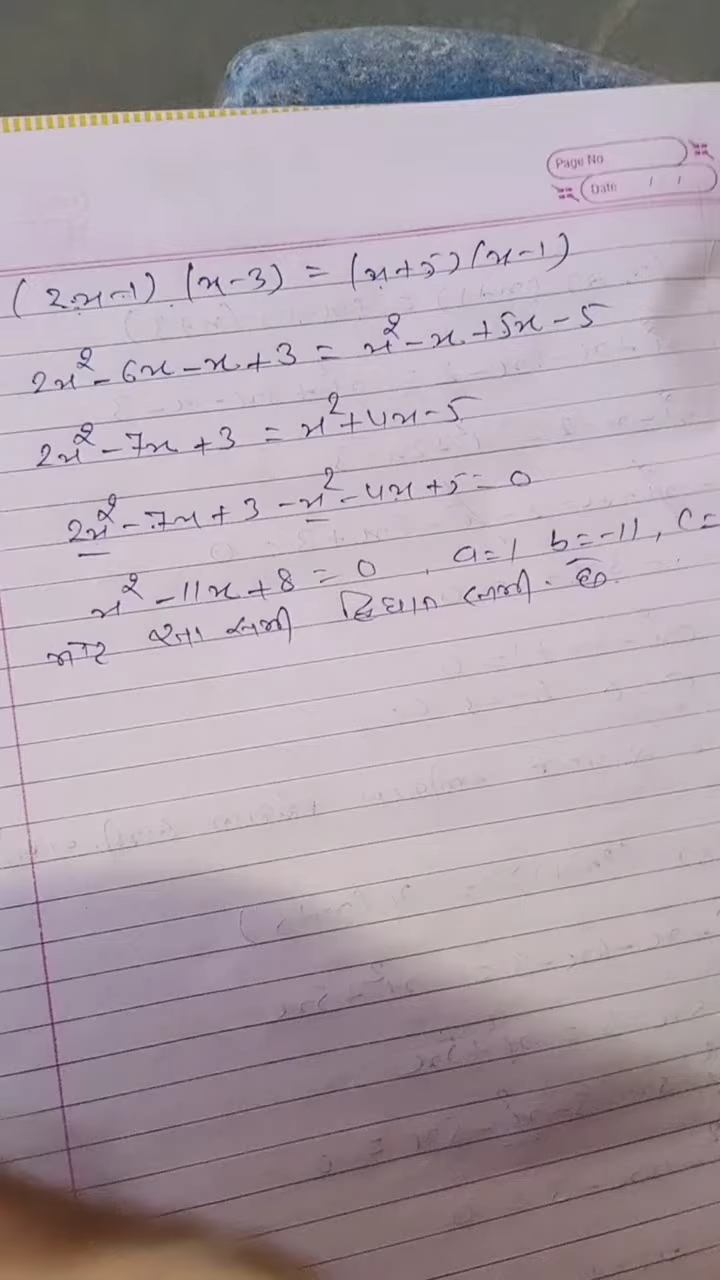 Page No
Date / /
(2x-1) (x-3) = (x+5) (x-1)
2x² - 6x - x + 3 = x² - x + 5x - 5
2x² - 7x + 3 = x² + 4x - 5
2x² - 7x + 3 - x² - 4x + 5 = 0
x² - 11x + 8 = 0 , a=1 b=-11, c=
આ સમી દ્વિઘાત સમી. છે.